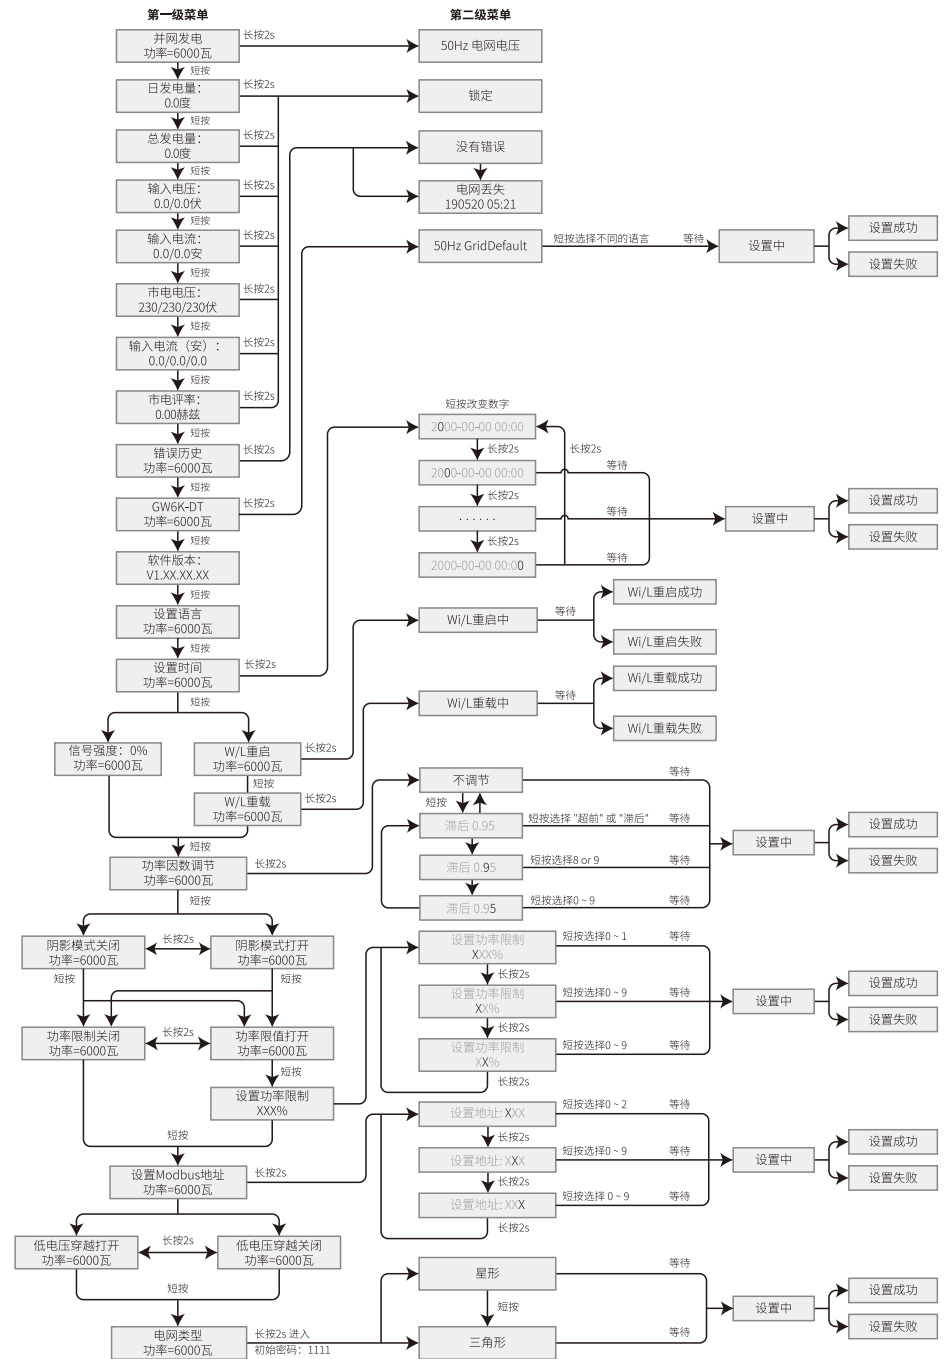 第一级菜单
第二级菜单
并网发电
功率=6000瓦
长按2s
50Hz 电网电压
短按
日发电量：
0.0度
长按2s
锁定
短按
总发电量：
0.0度
长按2s
没有错误
短按
输入电压：
0.0/0.0伏
长按2s
电网丢失
190520 05:21
短按
输入电流：
0.0/0.0安
长按2s
50Hz GridDefault
短按选择不同的语言
等待
设置中
设置成功
设置失败
短按
市电电压：
230/230/230伏
长按2s
短按
输入电流（安）：
0.0/0.0/0.0
长按2s
短按
市电评率：
0.00赫兹
长按2s
短按改变数字
2000-00-00 00:00
短按
错误历史
功率=6000瓦
长按2s
长按2s
长按2s
2000-00-00 00:00
等待
短按
GW6K-DT
功率=6000瓦
长按2s
长按2s
······
等待
设置中
设置成功
设置失败
短按
长按2s
软件版本：
V1.XX.XX.XX
2000-00-00 00:00
等待
短按
设置语言
功率=6000瓦
Wi/L重启中
等待
Wi/L重启成功
Wi/L重启失败
短按
设置时间
功率=6000瓦
长按2s
短按
Wi/L重载中
等待
Wi/L重载成功
Wi/L重载失败
信号强度：0%
功率=6000瓦
W/L重启
功率=6000瓦
长按2s
短按
W/L重载
功率=6000瓦
长按2s
不调节
等待
短按
滞后 0.95
短按选择 "超前" 或 "滞后"
等待
设置中
设置成功
设置失败
短按
功率因数调节
功率=6000瓦
长按2s
滞后 0.95
短按选择8 or 9
等待
短按
滞后 0.95
短按选择0 ~ 9
等待
阴影模式关闭
功率=6000瓦
长按2s
阴影模式打开
功率=6000瓦
设置功率限制
XXX%
短按选择0 ~ 1
等待
短按
短按
长按2s
设置功率限制
XX%
短按选择0 ~ 9
等待
设置中
设置成功
设置失败
功率限制关闭
功率=6000瓦
长按2s
功率限值打开
功率=6000瓦
长按2s
设置功率限制
XX%
短按选择0 ~ 9
等待
短按
长按2s
设置功率限制
XXX%
设置地址: XXX
短按选择0 ~ 2
等待
短按
长按2s
设置地址: XXX
短按选择0 ~ 9
等待
设置中
设置成功
设置失败
设置Modbus地址
功率=6000瓦
长按2s
长按2s
设置地址: XXX
短按选择 0 ~ 9
等待
长按2s
低电压穿越打开
功率=6000瓦
长按2s
低电压穿越关闭
功率=6000瓦
星形
等待
短按
短按
设置中
设置成功
设置失败
电网类型
功率=6000瓦
长按2s 进入
初始密码：1111
三角形
等待